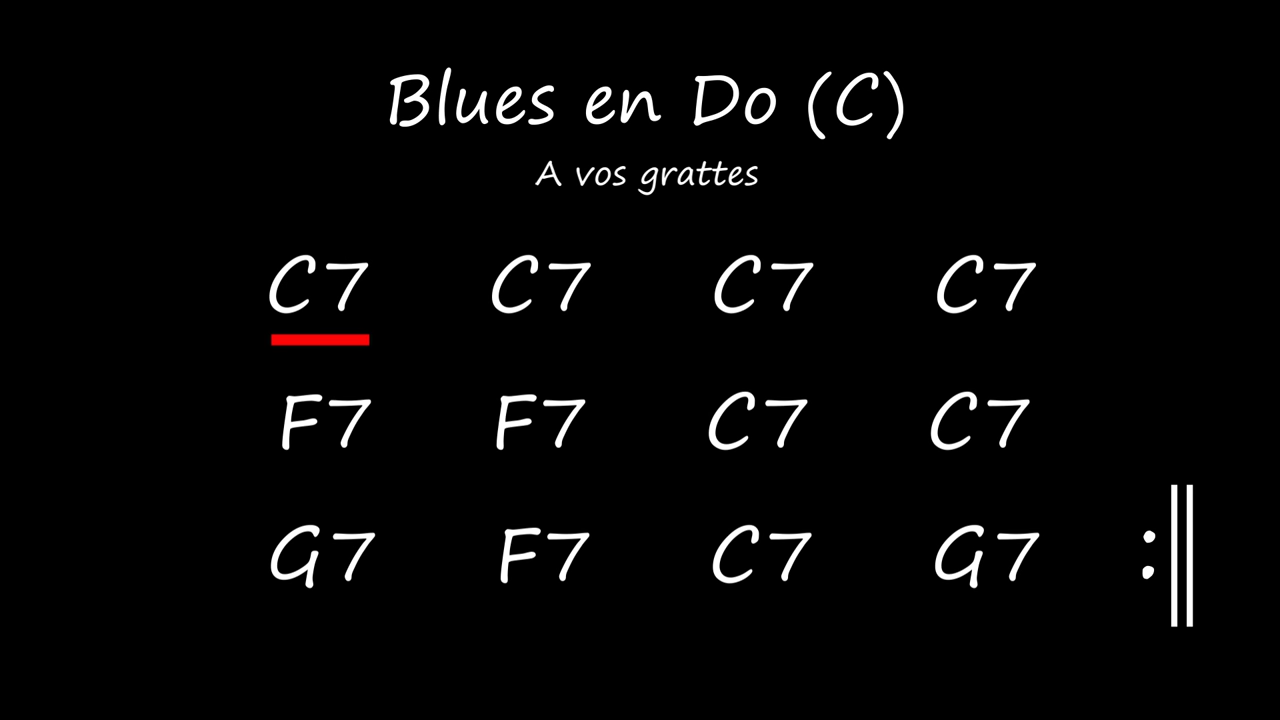 Blues en Do (C)
A vos grattes
C7 C7 C7 C7
F7 F7 C7 C7
G7 F7 C7 G7 :||